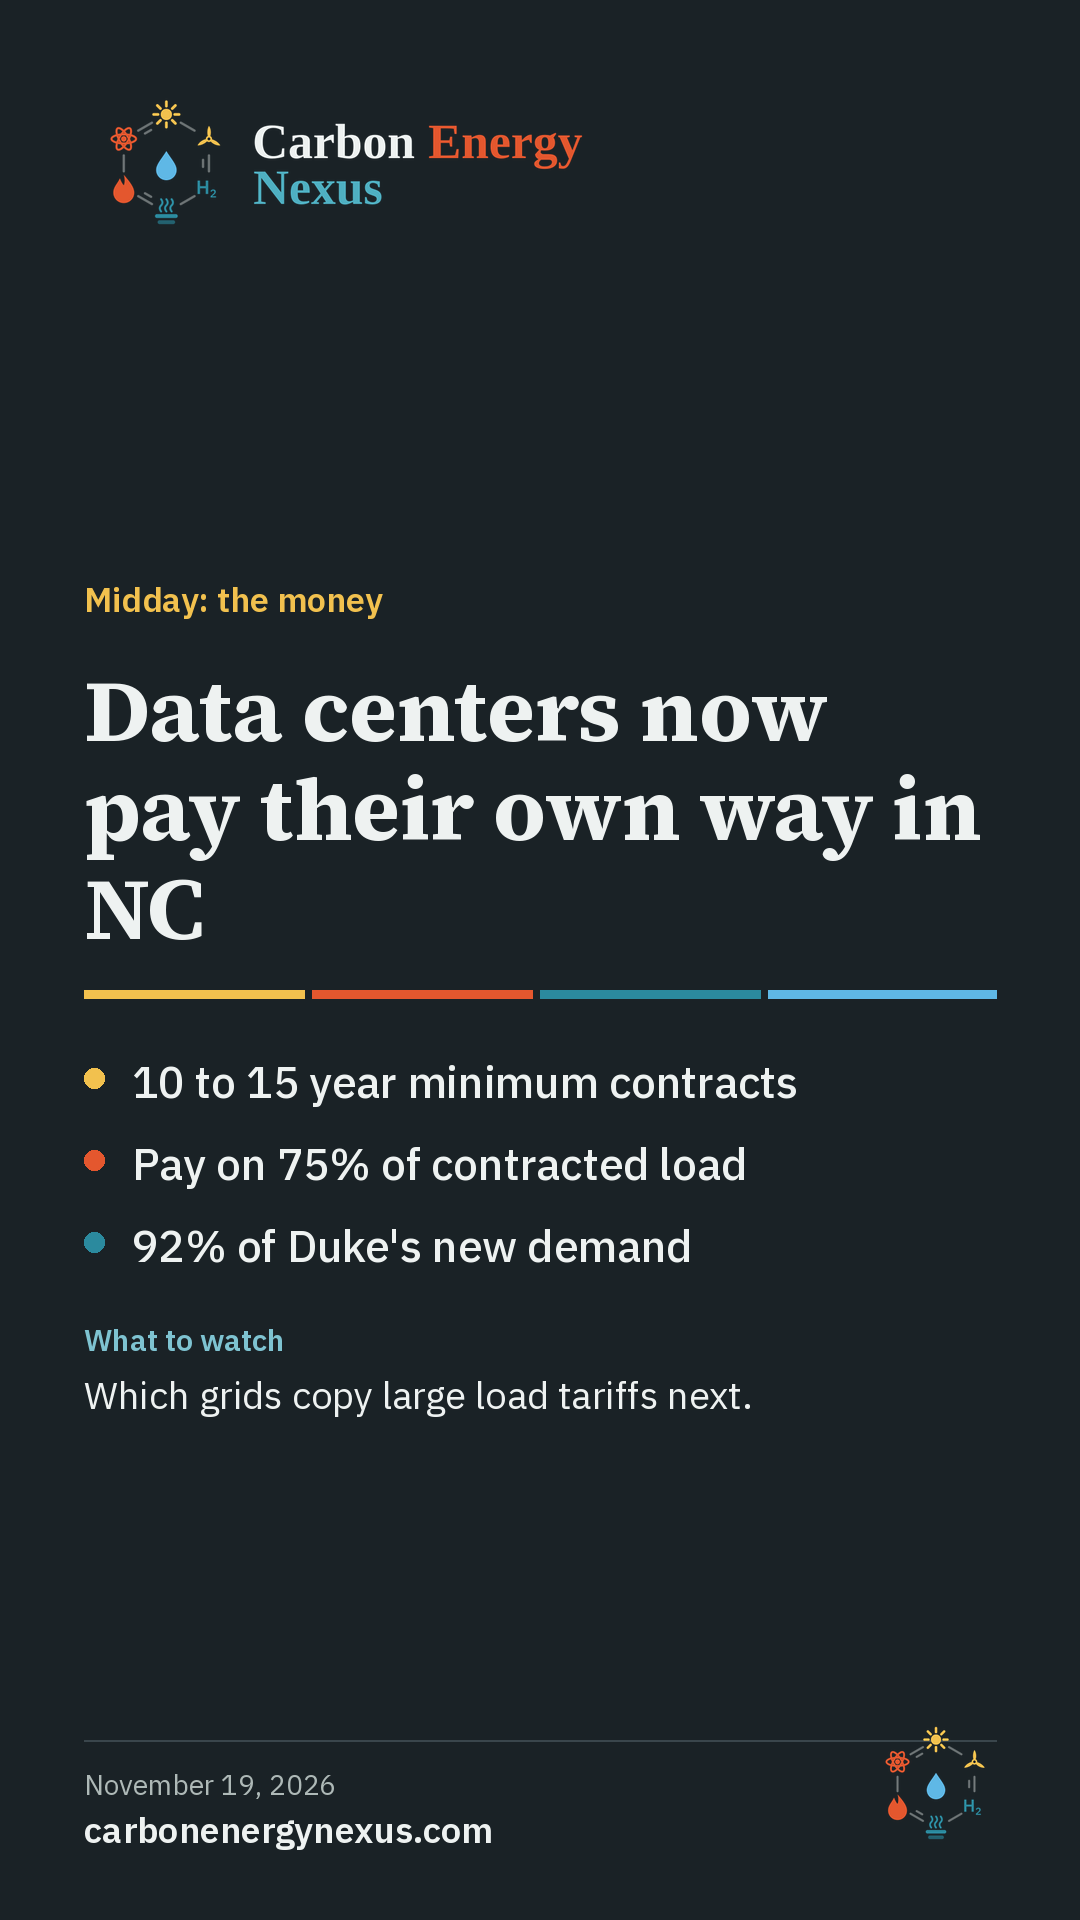 Carbon Energy
Nexus
H₂
Midday: the money
Data centers now
pay their own way in
NC
10 to 15 year minimum contracts
Pay on 75% of contracted load
92% of Duke's new demand
What to watch
Which grids copy large load tariffs next.
November 19, 2026
carbonenergynexus.com
H₂